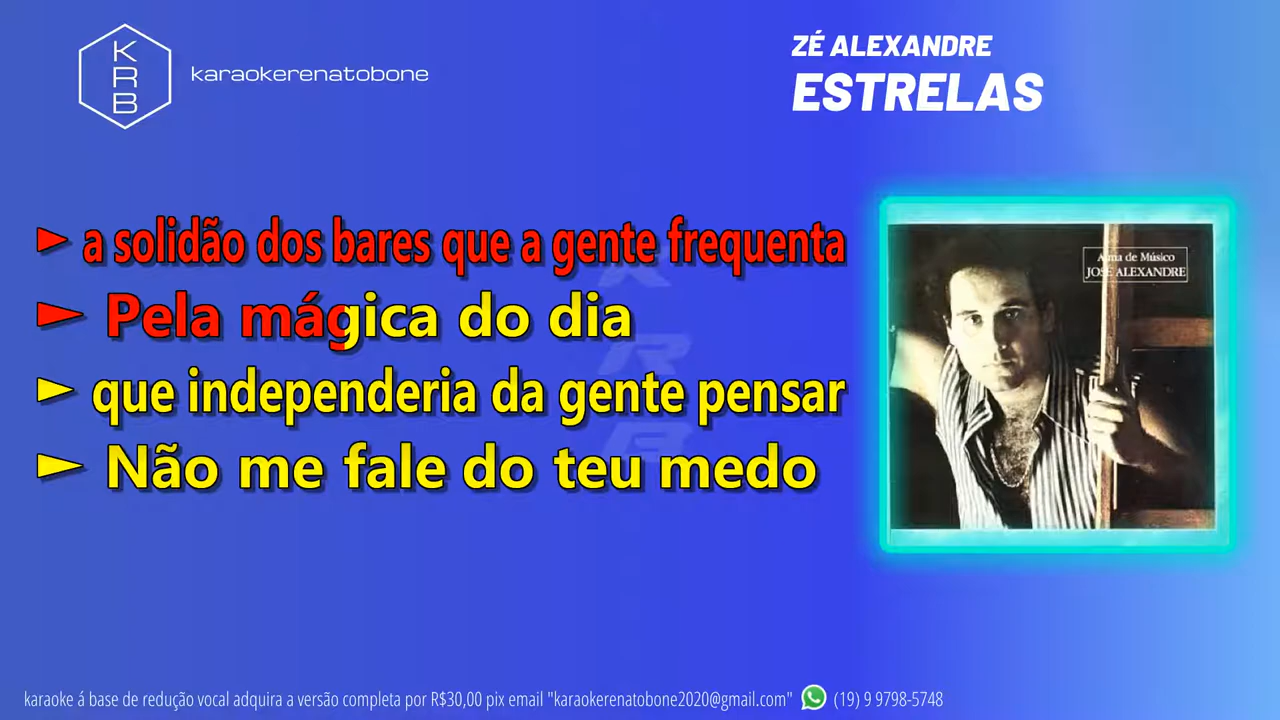 KRB
karaokerenatobone
ZÉ ALEXANDRE
ESTRELAS
a solidão dos bares que a gente frequenta
Pela mágica do dia
que independeria da gente pensar
Não me fale do teu medo
Alma de Músico
JOSÉ ALEXANDRE
KRB
karaoke á base de redução vocal adquira a versão completa por R$30,00 pix email "karaokerenatobone2020@gmail.com" (19) 9 9798-5748